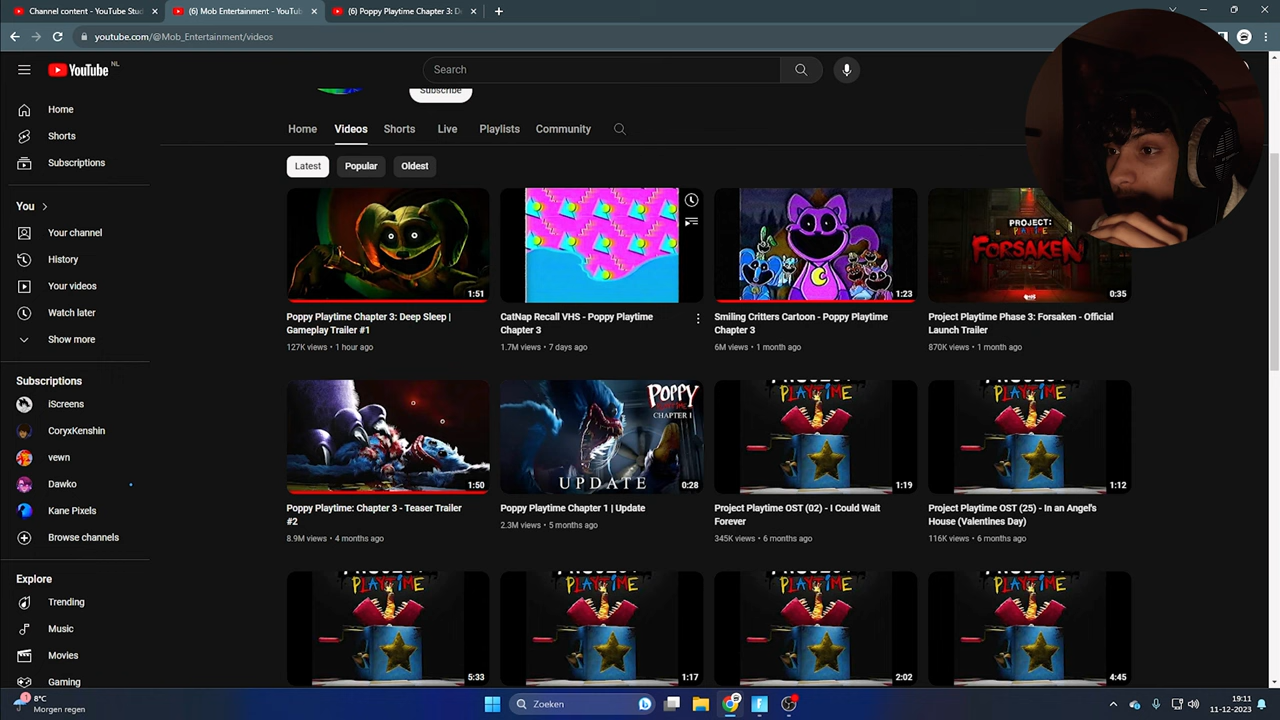 Channel content - YouTube Stud
(6) Mob Entertainment - YouTub
(6) Poppy Playtime Chapter 3: D
youtube.com/@Mob_Entertainment/videos
YouTube NL
Search
Subscribe
Home
Videos
Shorts
Live
Playlists
Community
Latest
Popular
Oldest
Home
Shorts
Subscriptions
You
Your channel
History
Your videos
Watch later
Show more
Subscriptions
iScreens
CoryxKenshin
vewn
Dawko
Kane Pixels
Browse channels
Explore
Trending
Music
Movies
Gaming
1:51
Poppy Playtime Chapter 3: Deep Sleep |
Gameplay Trailer #1
127K views • 1 hour ago
CatNap Recall VHS - Poppy Playtime
Chapter 3
1.7M views • 7 days ago
1:23
Smiling Critters Cartoon - Poppy Playtime
Chapter 3
6M views • 1 month ago
PROJECT:
PLAYTIME
FORSAKEN
0:35
Project Playtime Phase 3: Forsaken - Official
Launch Trailer
870K views • 1 month ago
1:50
Poppy Playtime: Chapter 3 - Teaser Trailer
#2
8.9M views • 4 months ago
POPPY
PLAYTIME
CHAPTER 1
UPDATE
0:28
Poppy Playtime Chapter 1 | Update
2.3M views • 5 months ago
PROJECT
PLAYTIME
1:19
Project Playtime OST (02) - I Could Wait
Forever
345K views • 6 months ago
PROJECT
PLAYTIME
1:12
Project Playtime OST (25) - In an Angel's
House (Valentines Day)
116K views • 6 months ago
PROJECT
PLAYTIME
5:33
PROJECT
PLAYTIME
1:17
PROJECT
PLAYTIME
2:02
PROJECT
PLAYTIME
4:45
1
8°C
Morgen regen
Zoeken
19:11
11-12-2023